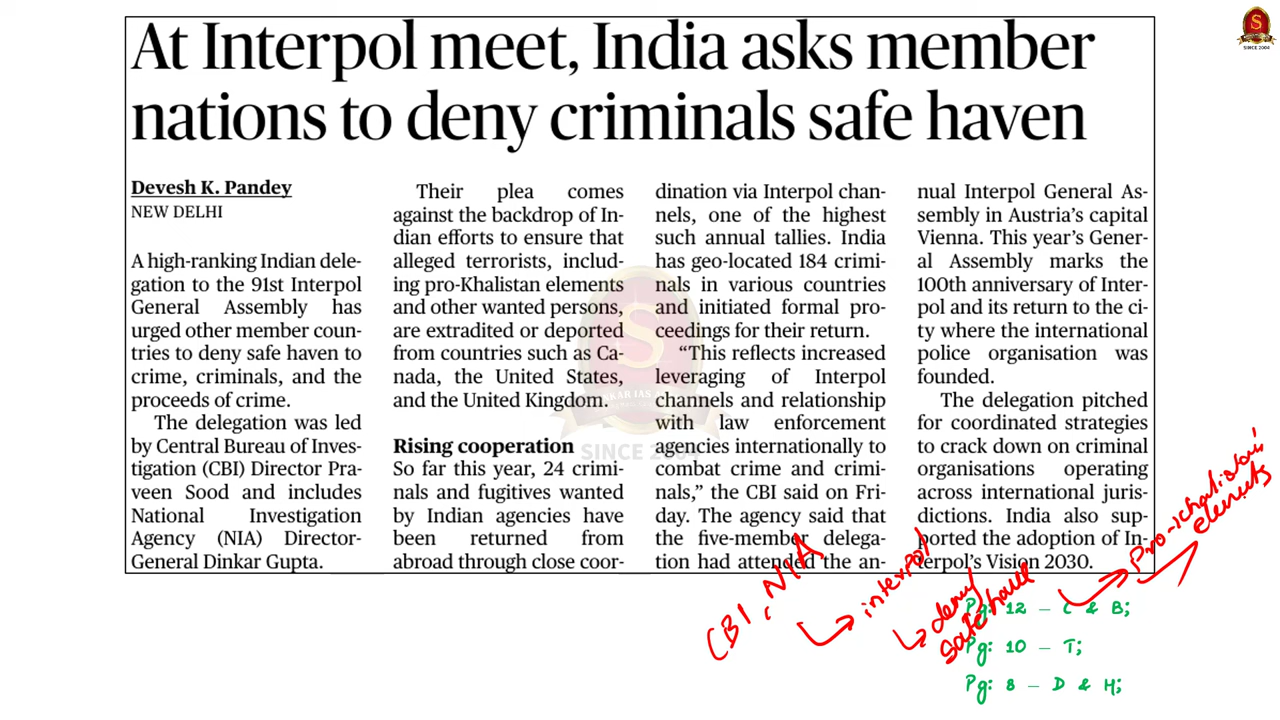 At Interpol meet, India asks member
nations to deny criminals safe haven
Devesh K. Pandey
NEW DELHI
A high-ranking Indian dele-
gation to the 91st Interpol
General Assembly has
urged other member coun-
tries to deny safe haven to
crime, criminals, and the
proceeds of crime.
The delegation was led
by Central Bureau of Inves-
tigation (CBI) Director Pra-
veen Sood and includes
National Investigation
Agency (NIA) Director-
General Dinkar Gupta.
Their plea comes
against the backdrop of In-
dian efforts to ensure that
alleged terrorists, includ-
ing pro-Khalistan elements
and other wanted persons,
are extradited or deported
from countries such as Ca-
nada, the United States,
and the United Kingdom.
Rising cooperation
So far this year, 24 crimi-
nals and fugitives wanted
by Indian agencies have
been returned from
abroad through close coor-
dination via Interpol chan-
nels, one of the highest
such annual tallies. India
has geo-located 184 crimi-
nals in various countries
and initiated formal pro-
ceedings for their return.
“This reflects increased
leveraging of Interpol
channels and relationship
with law enforcement
agencies internationally to
combat crime and crimi-
nals,” the CBI said on Fri-
day. The agency said that
the five-member delega-
tion had attended the an-
nual Interpol General As-
sembly in Austria’s capital
Vienna. This year’s Gener-
al Assembly marks the
100th anniversary of Inter-
pol and its return to the ci-
ty where the international
police organisation was
founded.
The delegation pitched
for coordinated strategies
to crack down on criminal
organisations operating
across international juris-
dictions. India also sup-
ported the adoption of In-
terpol’s Vision 2030.
CBI, NIA
interpol
deny
safe
Pro-
elements
Pg: 12 – C & B;
Pg: 10 – T;
Pg: 8 – D & H;
S
SINCE 2004
S
SINCE 2004